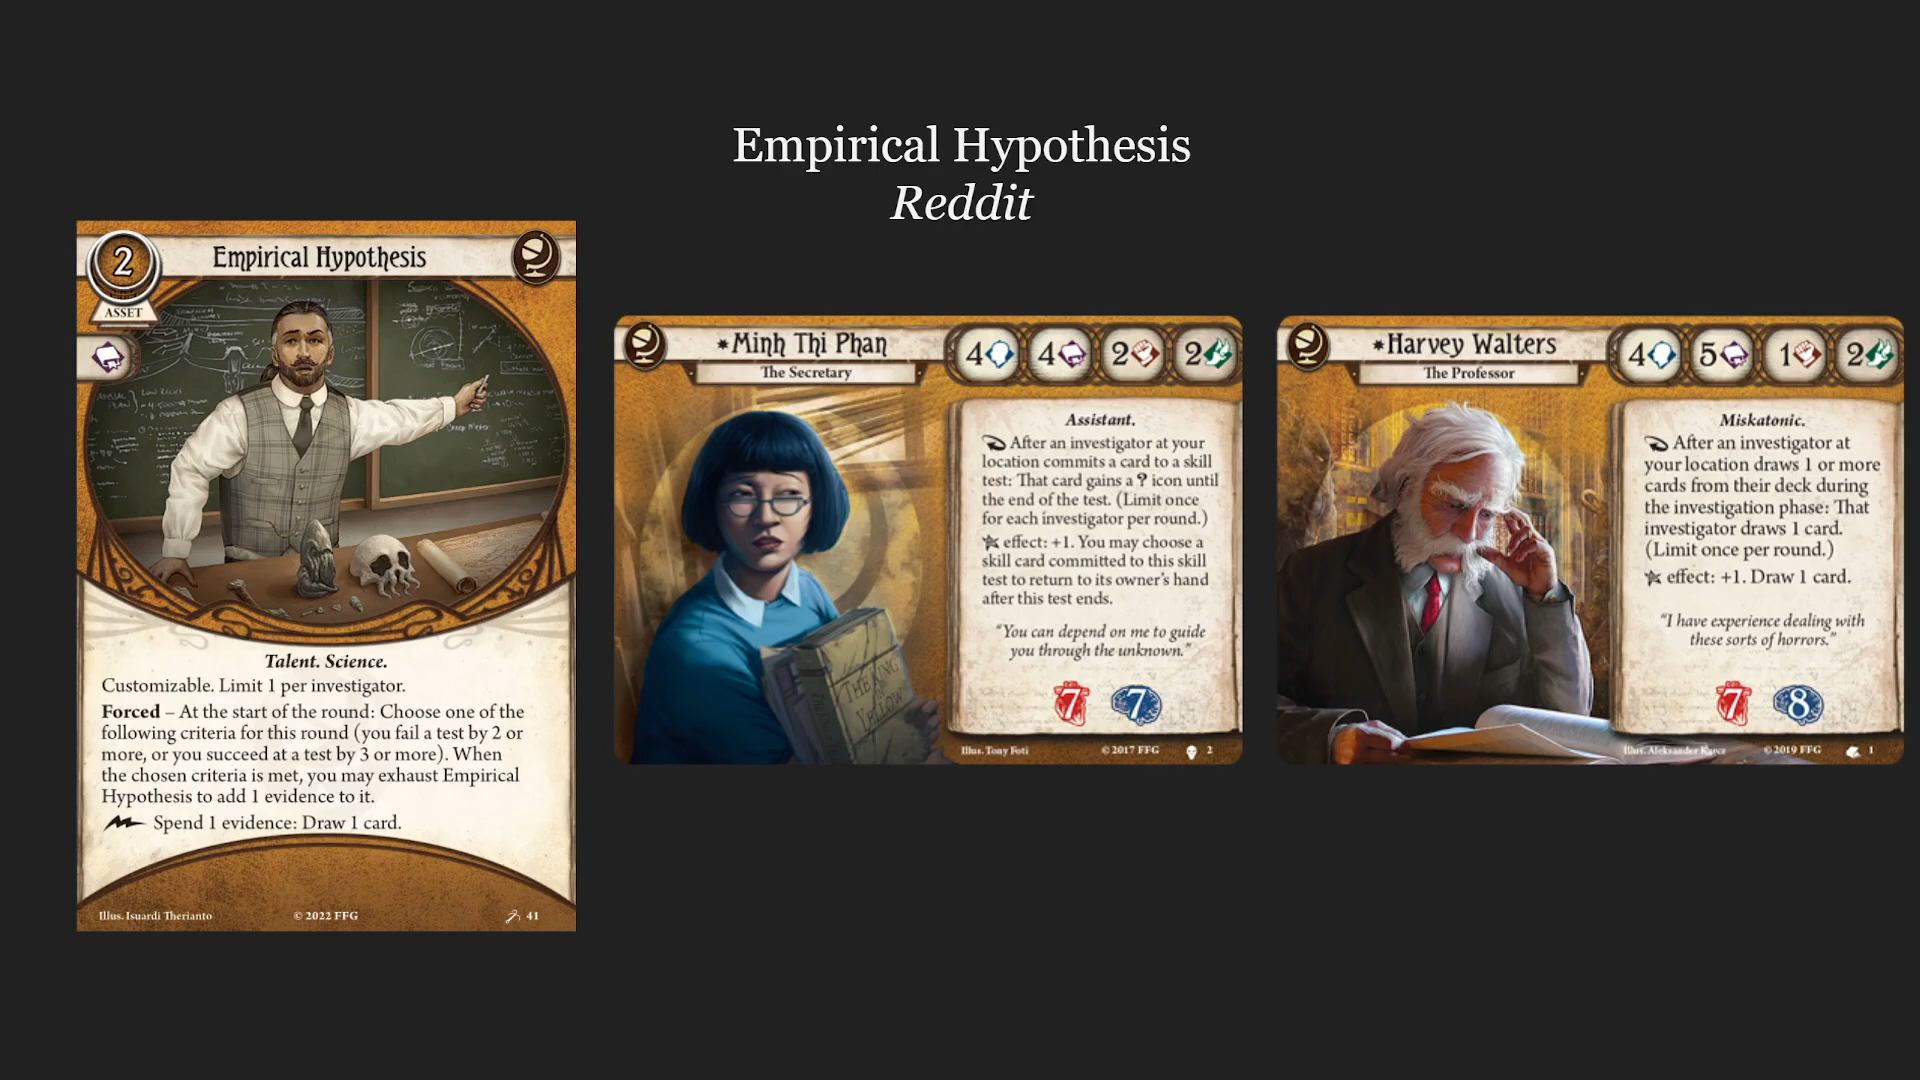 Empirical Hypothesis
Reddit
2
Empirical Hypothesis
ASSET
Talent. Science.
Customizable. Limit 1 per investigator.
Forced – At the start of the round: Choose one of the
following criteria for this round (you fail a test by 2 or
more, or you succeed at a test by 3 or more). When
the chosen criteria is met, you may exhaust Empirical
Hypothesis to add 1 evidence to it.
Spend 1 evidence: Draw 1 card.
Illus. Isuardi Therianto
© 2022 FFG
41
Minh Thi Phan
The Secretary
4 4 2 2
Assistant.
After an investigator at your
location commits a card to a skill
test: That card gains a ? icon until
the end of the test. (Limit once
for each investigator per round.)
effect: +1. You may choose a
skill card committed to this skill
test to return to its owner's hand
after this test ends.
“You can depend on me to guide
you through the unknown.”
THE KING
YELLOW
7 7
Illus. Tony Foti
© 2017 FFG
2
Harvey Walters
The Professor
4 5 1 2
Miskatonic.
After an investigator at
your location draws 1 or more
cards from their deck during
the investigation phase: That
investigator draws 1 card.
(Limit once per round.)
effect: +1. Draw 1 card.
“I have experience dealing with
these sorts of horrors.”
7 8
Illus. Aleksander Karcz
© 2019 FFG
1